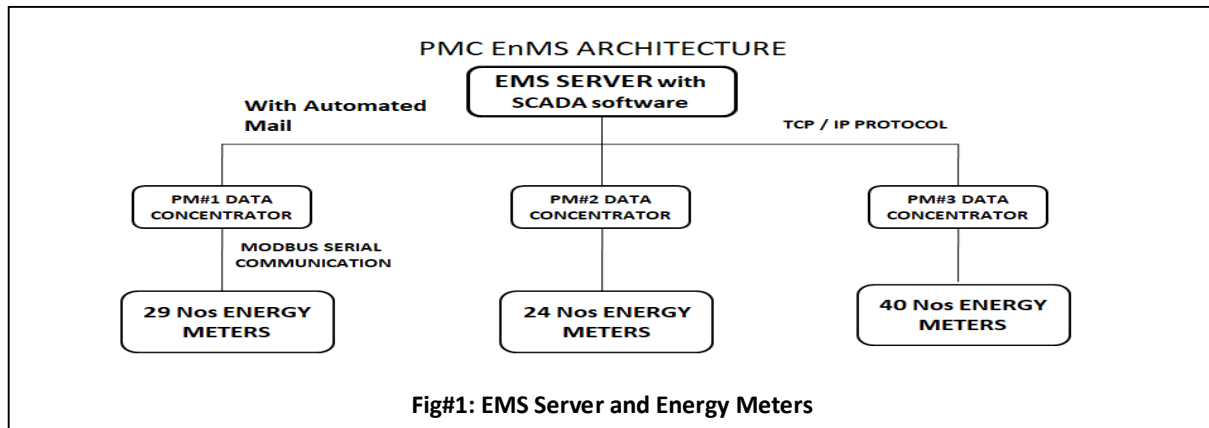 PMC EnMS ARCHITECTURE
EMS SERVER with
SCADA software
With Automated
Mail
TCP / IP PROTOCOL
PM#1 DATA
CONCENTRATOR
PM#2 DATA
CONCENTRATOR
PM#3 DATA
CONCENTRATOR
MODBUS SERIAL
COMMUNICATION
29 Nos ENERGY
METERS
24 Nos ENERGY
METERS
40 Nos ENERGY
METERS
Fig#1: EMS Server and Energy Meters